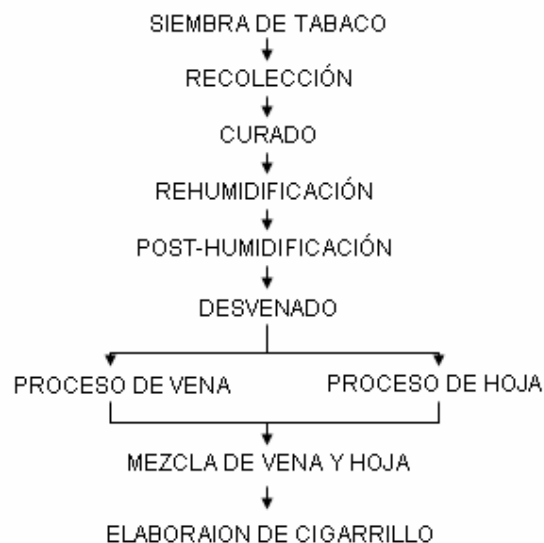 SIEMBRA DE TABACO
RECOLECCIÓN
CURADO
REHUMIDIFICACIÓN
POST-HUMIDIFICACIÓN
DESVENADO
PROCESO DE VENA
PROCESO DE HOJA
MEZCLA DE VENA Y HOJA
ELABORAION DE CIGARRILLO